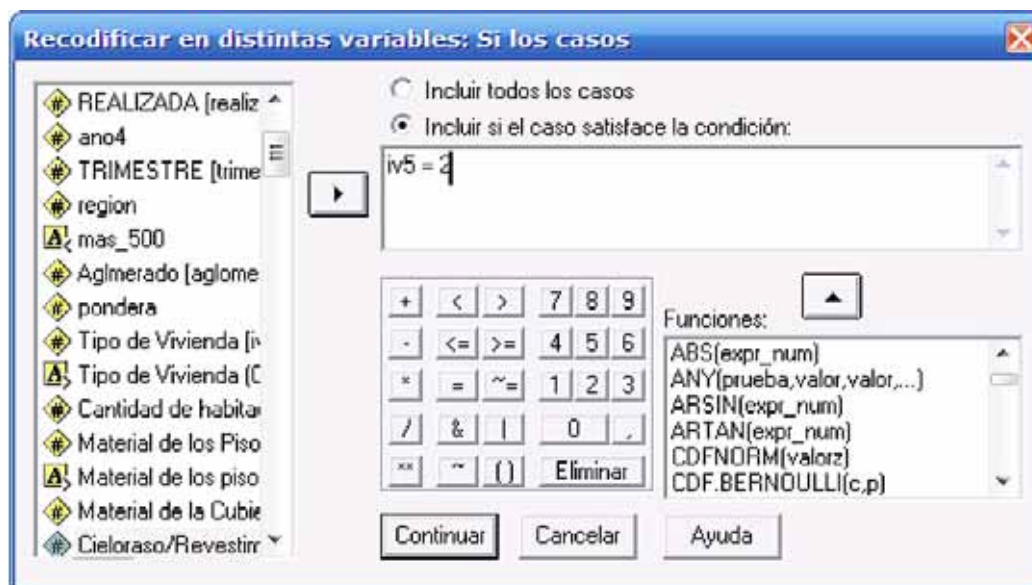 Recodificar en distintas variables: Si los casos
REALIZADA [realiz
ano4
TRIMESTRE [trime
region
mas_500
Aglmerado [aglome
pondera
Tipo de Vivienda [iv
Tipo de Vivienda (C
Cantidad de habita
Material de los Piso
Material de los piso
Material de la Cubie
Cieloraso/Revestim
Incluir todos los casos
Incluir si el caso satisface la condición:
iv5 = 2
+ < > 7 8 9
- <= >= 4 5 6
* = ~= 1 2 3
/ & | 0 ,
** ~ () Eliminar
Funciones:
ABS(expr_num)
ANY(prueba,valor,valor,...)
ARSIN(expr_num)
ARTAN(expr_num)
CDFNORM(valorz)
CDF.BERNOULLI(c,p)
Continuar Cancelar Ayuda